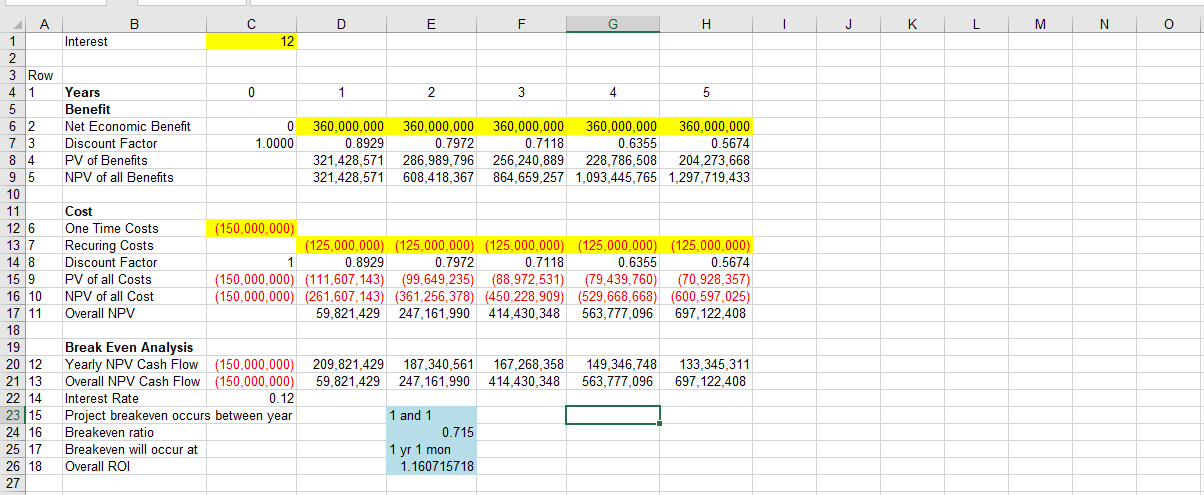 A B C D E F G H I J K L M N O
1 Interest 12
2
3 Row
4 1 Years 0 1 2 3 4 5
5 Benefit
6 2 Net Economic Benefit 0 360,000,000 360,000,000 360,000,000 360,000,000 360,000,000
7 3 Discount Factor 1.0000 0.8929 0.7972 0.7118 0.6355 0.5674
8 4 PV of Benefits 321,428,571 286,989,796 256,240,889 228,786,508 204,273,668
9 5 NPV of all Benefits 321,428,571 608,418,367 864,659,257 1,093,445,765 1,297,719,433
10
11 Cost
12 6 One Time Costs (150,000,000)
13 7 Recuring Costs (125,000,000) (125,000,000) (125,000,000) (125,000,000) (125,000,000)
14 8 Discount Factor 1 0.8929 0.7972 0.7118 0.6355 0.5674
15 9 PV of all Costs (150,000,000) (111,607,143) (99,649,235) (88,972,531) (79,439,760) (70,928,357)
16 10 NPV of all Cost (150,000,000) (261,607,143) (361,256,378) (450,228,909) (529,668,668) (600,597,025)
17 11 Overall NPV 59,821,429 247,161,990 414,430,348 563,777,096 697,122,408
18
19 Break Even Analysis
20 12 Yearly NPV Cash Flow (150,000,000) 209,821,429 187,340,561 167,268,358 149,346,748 133,345,311
21 13 Overall NPV Cash Flow (150,000,000) 59,821,429 247,161,990 414,430,348 563,777,096 697,122,408
22 14 Interest Rate 0.12
23 15 Project breakeven occurs between year 1 and 1
24 16 Breakeven ratio 0.715
25 17 Breakeven will occur at 1 yr 1 mon
26 18 Overall ROI 1.160715718
27